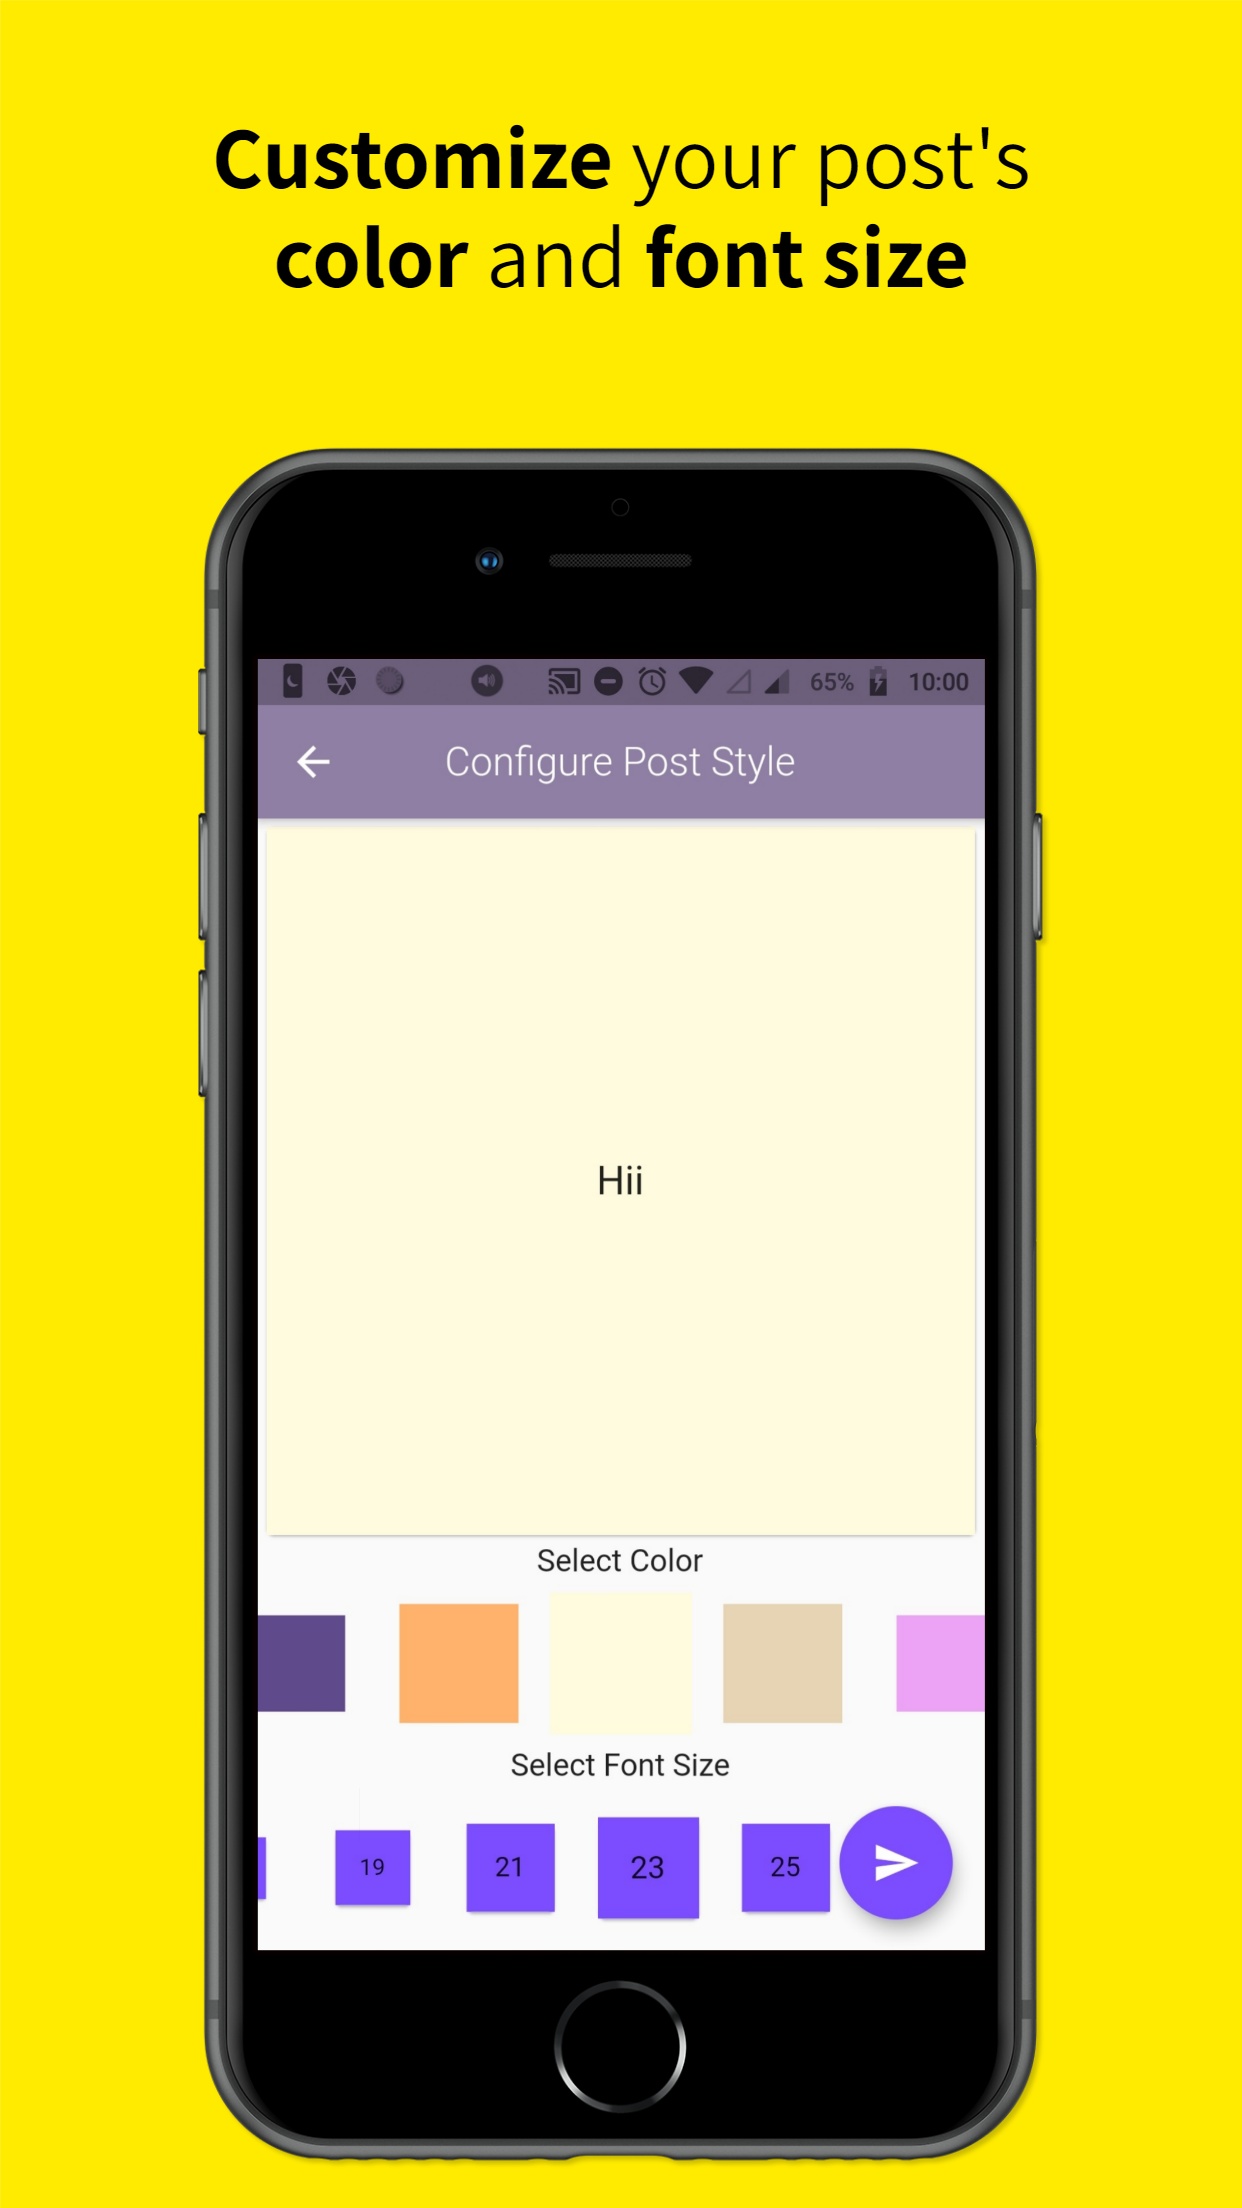 Customize your post's
color and font size
65% 10:00
Configure Post Style
Hii
Select Color
Select Font Size
19 21 23 25